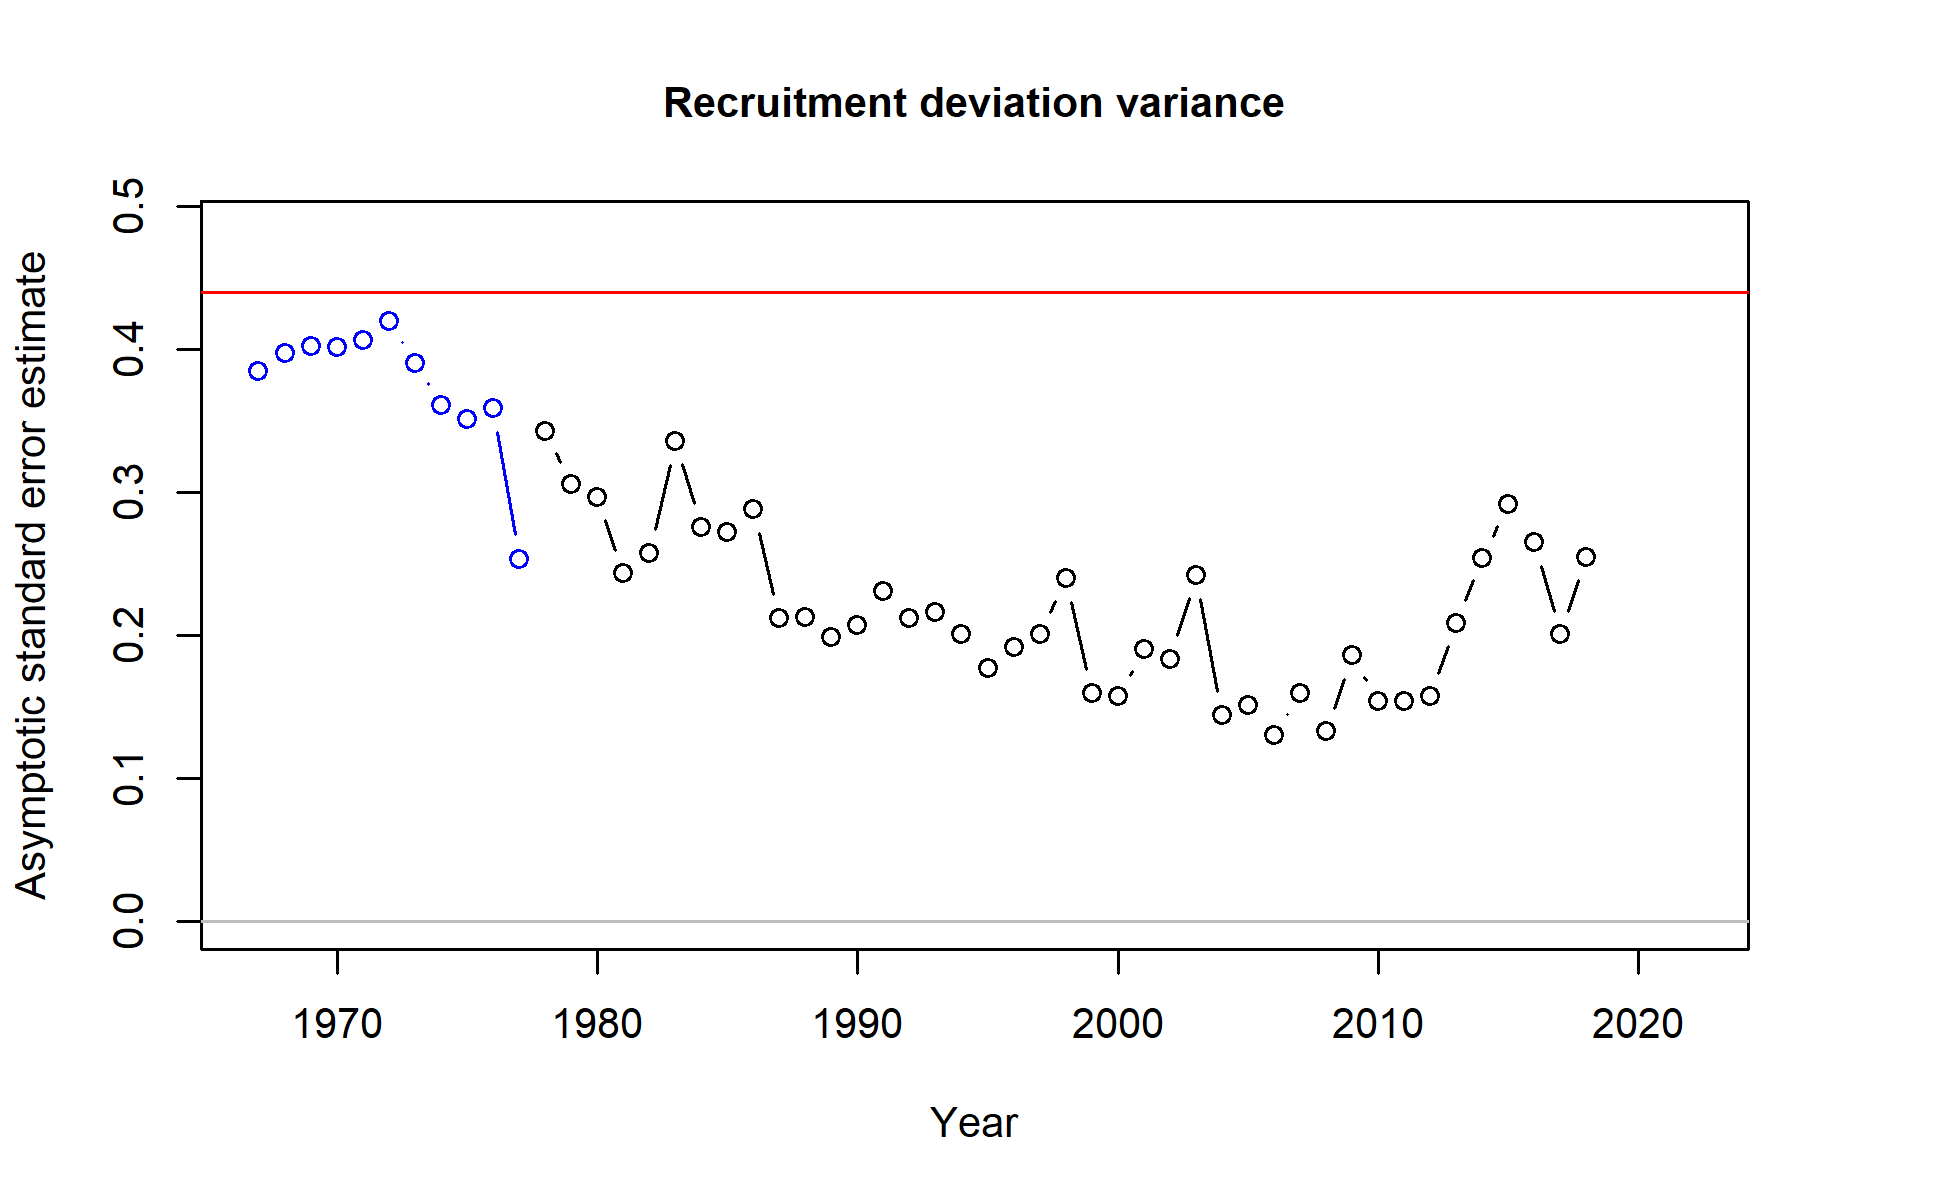 Recruitment deviation variance
Asymptotic standard error estimate
0.5
0.4
0.3
0.2
0.1
0.0
1970 1980 1990 2000 2010 2020
Year